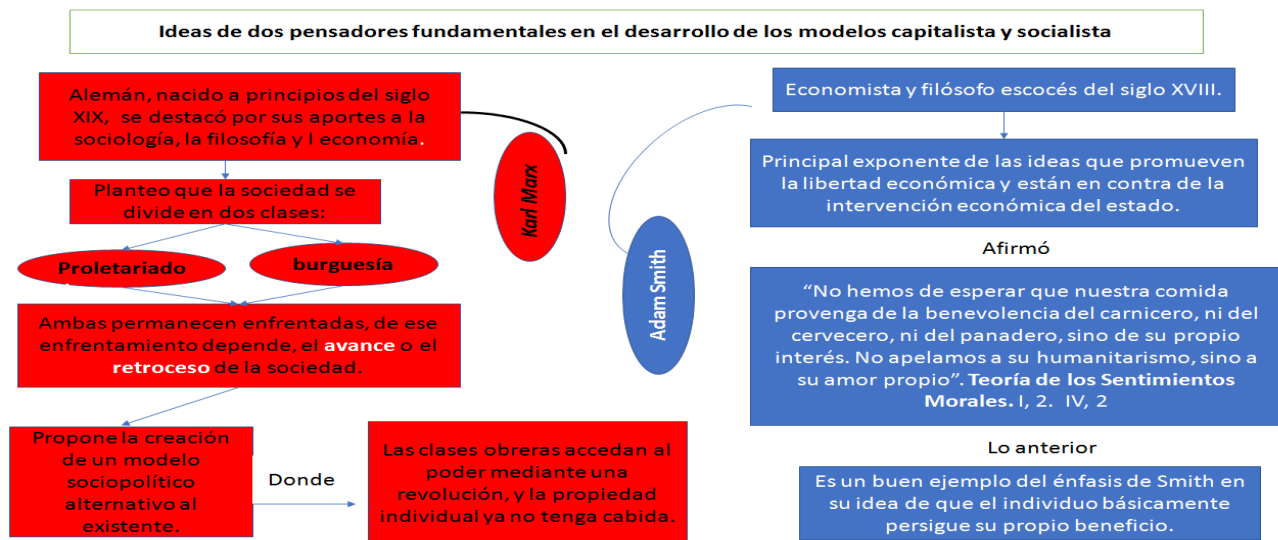 Ideas de dos pensadores fundamentales en el desarrollo de los modelos capitalista y socialista
Alemán, nacido a principios del siglo
XIX,  se destacó por sus aportes a la
sociología, la filosofía y l economía.
Karl Marx
Planteo que la sociedad se
divide en dos clases:
Proletariado
burguesía
Ambas permanecen enfrentadas, de ese
enfrentamiento depende, el avance o el
retroceso de la sociedad.
Propone la creación
de un modelo
sociopolítico
alternativo al
existente.
Donde
Las clases obreras accedan al
poder mediante una
revolución, y la propiedad
individual ya no tenga cabida.
Adam Smith
Economista y filósofo escocés del siglo XVIII.
Principal exponente de las ideas que promueven
la libertad económica y están en contra de la
intervención económica del estado.
Afirmó
“No hemos de esperar que nuestra comida
provenga de la benevolencia del carnicero, ni del
cervecero, ni del panadero, sino de su propio
interés. No apelamos a su humanitarismo, sino a
su amor propio”. Teoría de los Sentimientos
Morales. I, 2.  IV, 2
Lo anterior
Es un buen ejemplo del énfasis de Smith en
su idea de que el individuo básicamente
persigue su propio beneficio.